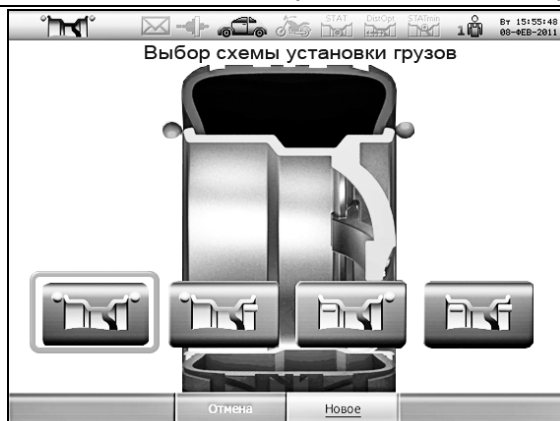 STAT DistOpt STATmin 1 Вт 15:55:48
08-ФЕВ-2011
Выбор схемы установки грузов
Отмена Новое